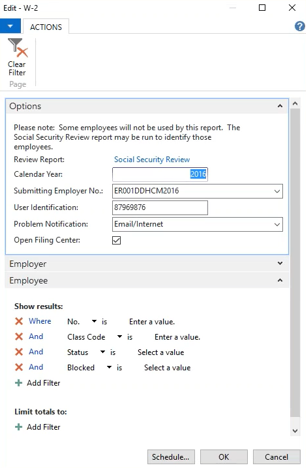 Edit - W-2
ACTIONS
Clear
Filter
Page
Options
Please note: Some employees will not be used by this report. The
Social Security Review report may be run to identify those
employees.
Review Report: Social Security Review
Calendar Year: 2016
Submitting Employer No.: ER001DDHCM2016
User Identification: 87969876
Problem Notification: Email/Internet
Open Filing Center:
Employer
Employee
Show results:
Where No. is Enter a value.
And Class Code is Enter a value.
And Status is Select a value
And Blocked is Select a value
Add Filter
Limit totals to:
Add Filter
Schedule... OK Cancel